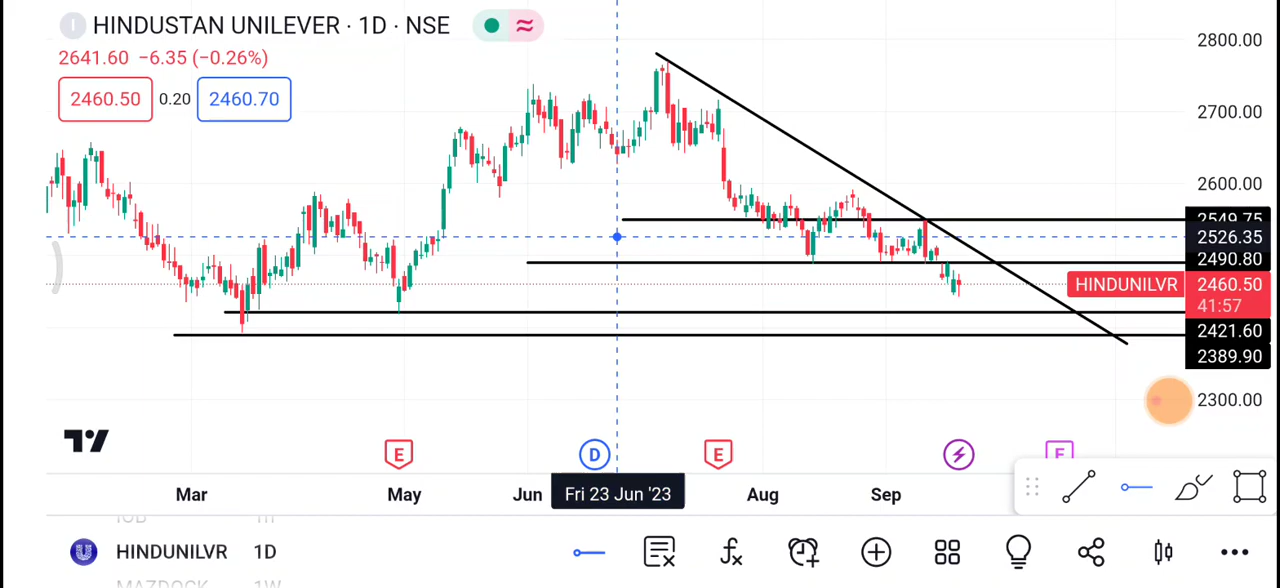 I HINDUSTAN UNILEVER · 1D · NSE
2641.60 −6.35 (−0.26%)
2460.50 0.20 2460.70
2800.00
2700.00
2600.00
2549.75
2526.35
2490.80
HINDUNILVR 2460.50
41:57
2421.60
2389.90
2300.00
E D E E
Mar May Jun Fri 23 Jun '23 Aug Sep
HINDUNILVR 1D
MAZDOCK 1W